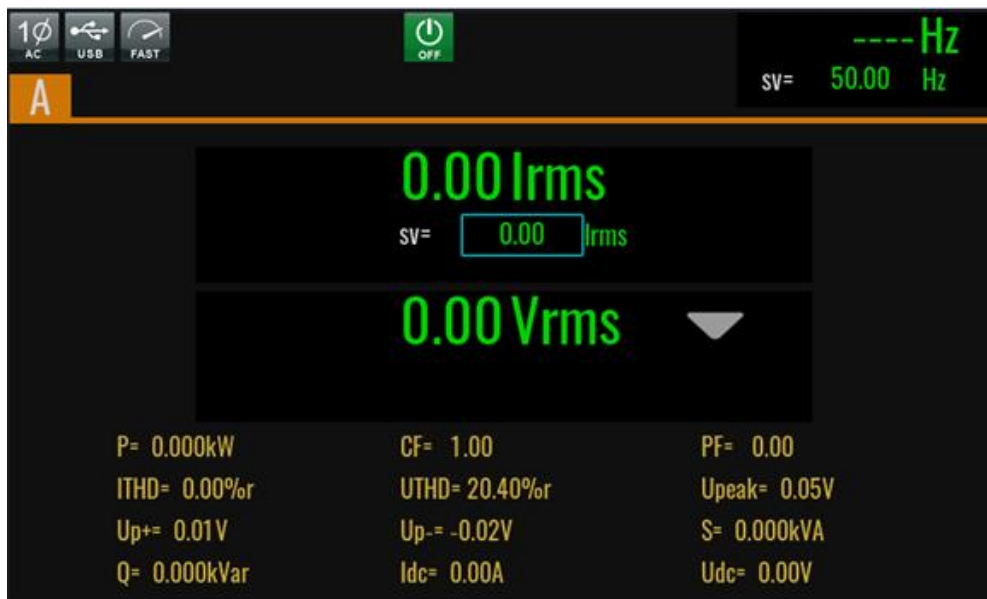 1Ø
AC
USB
FAST
OFF
---- Hz
sv= 50.00 Hz
A
0.00 Irms
sv= 0.00 Irms
0.00 Vrms
P= 0.000kW CF= 1.00 PF= 0.00
ITHD= 0.00%r UTHD= 20.40%r Upeak= 0.05V
Up+= 0.01V Up-= -0.02V S= 0.000kVA
Q= 0.000kVar Idc= 0.00A Udc= 0.00V